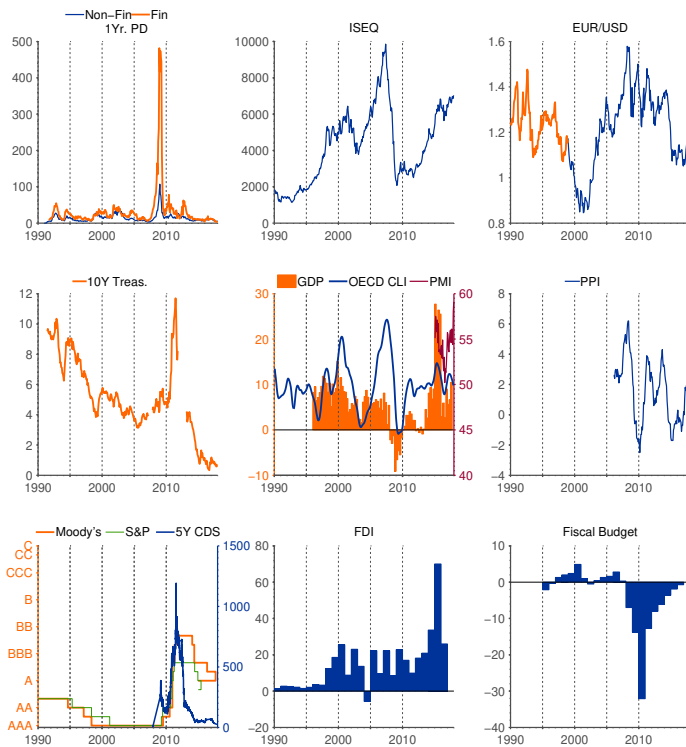 Non−Fin Fin
1Yr. PD ISEQ EUR/USD
500 10000 1.6
400 8000 1.4
300 6000 1.2
200 4000 1
100 2000
0 0 0.8
1990 2000 2010 1990 2000 2010 1990 2000 2010
10Y Treas. GDP OECD CLI PMI PPI
12 30 60 8
10 20 55 6
8 10 50 4
6 0 45 2
4 −10 40 0
2 −2
0 −4
1990 2000 2010 1990 2000 2010 1990 2000 2010
Moody's S&P 5Y CDS FDI Fiscal Budget
C 1500 80 10
CC 1000 60 0
CCC 500 40 −10
B 0 20 −20
BB 0 −30
BBB −20 −40
A
AA
AAA
1990 2000 2010 1990 2000 2010 1990 2000 2010